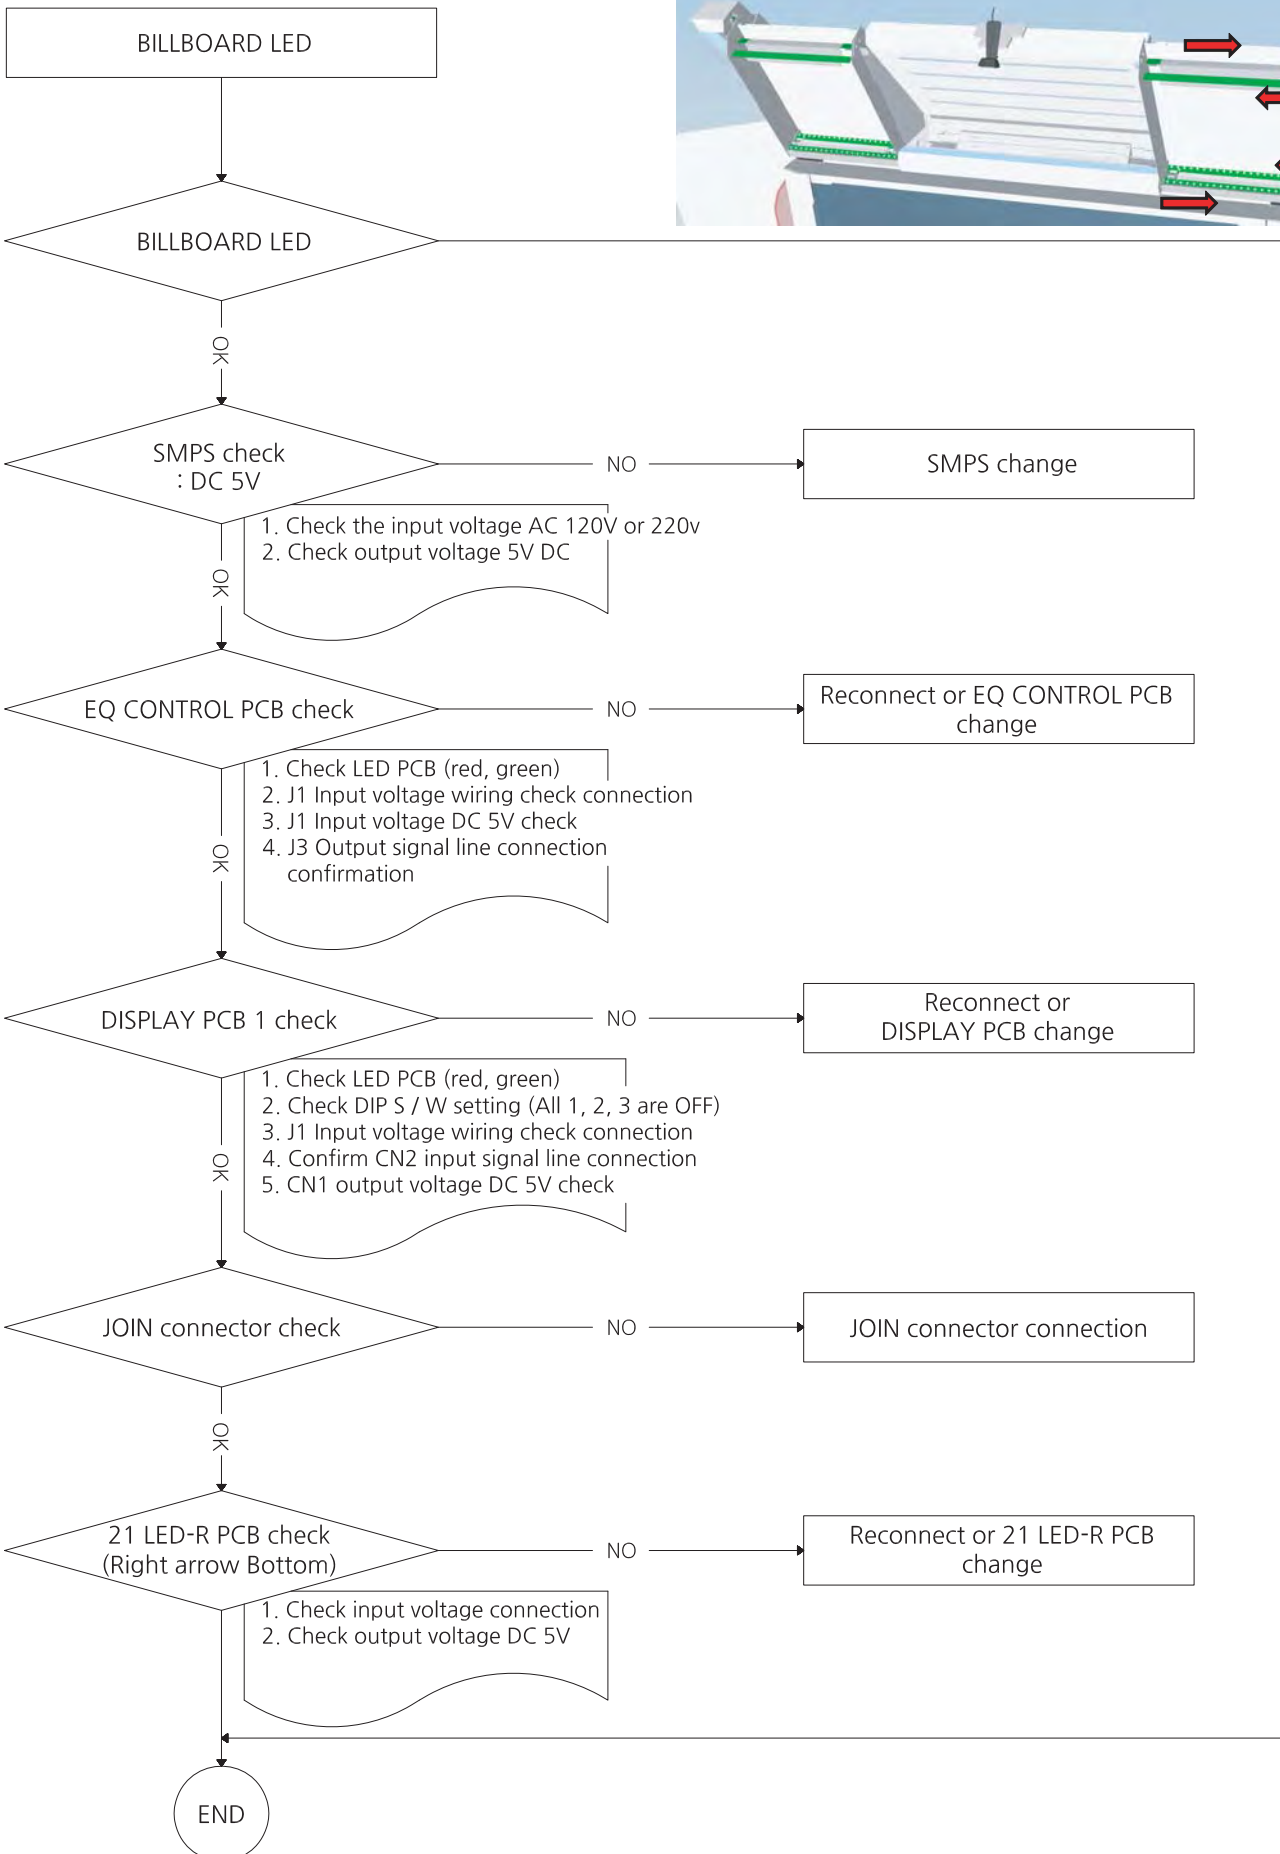 BILLBOARD LED
BILLBOARD LED
OK
SMPS check
: DC 5V
NO
SMPS change
1. Check the input voltage AC 120V or 220v
2. Check output voltage 5V DC
OK
EQ CONTROL PCB check
NO
Reconnect or EQ CONTROL PCB
change
1. Check LED PCB (red, green)
2. J1 Input voltage wiring check connection
3. J1 Input voltage DC 5V check
4. J3 Output signal line connection
confirmation
OK
DISPLAY PCB 1 check
NO
Reconnect or
DISPLAY PCB change
1. Check LED PCB (red, green)
2. Check DIP S / W setting (All 1, 2, 3 are OFF)
3. J1 Input voltage wiring check connection
4. Confirm CN2 input signal line connection
5. CN1 output voltage DC 5V check
OK
JOIN connector check
NO
JOIN connector connection
OK
21 LED-R PCB check
(Right arrow Bottom)
NO
Reconnect or 21 LED-R PCB
change
1. Check input voltage connection
2. Check output voltage DC 5V
END